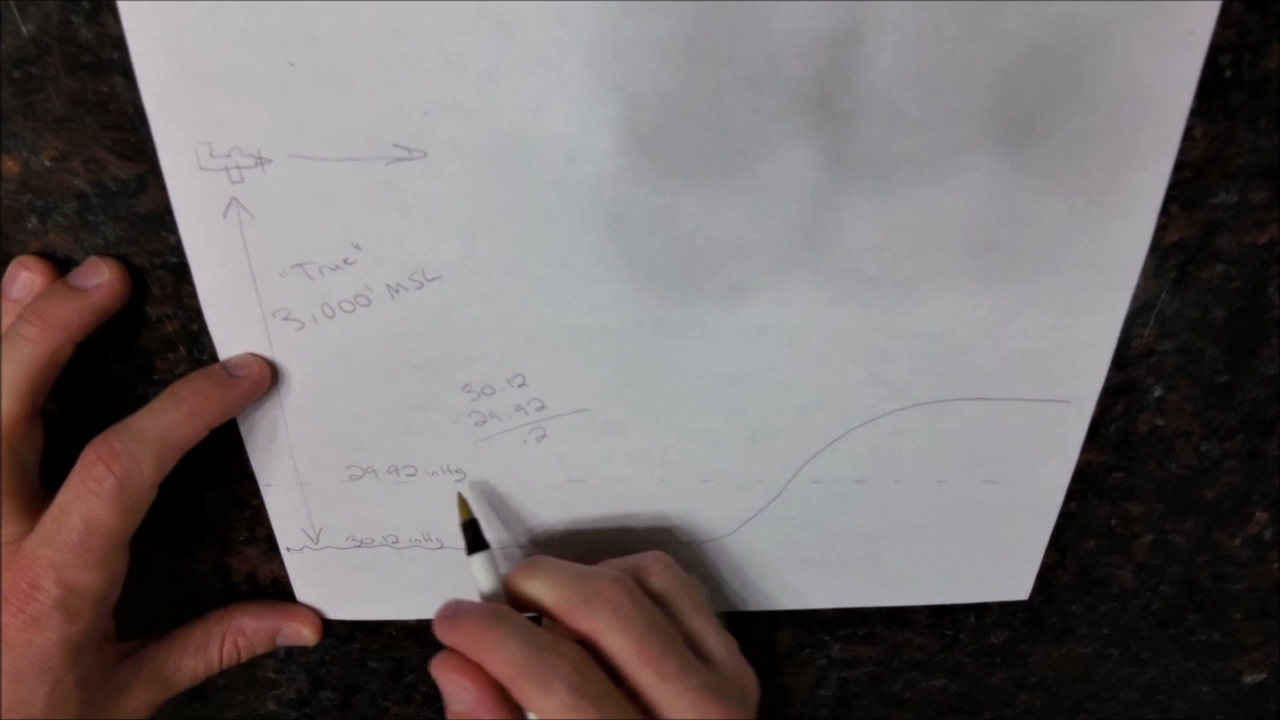 "True"
3,000' MSL
30.12
29.92
.2
29.92 inHg
30.12 inHg